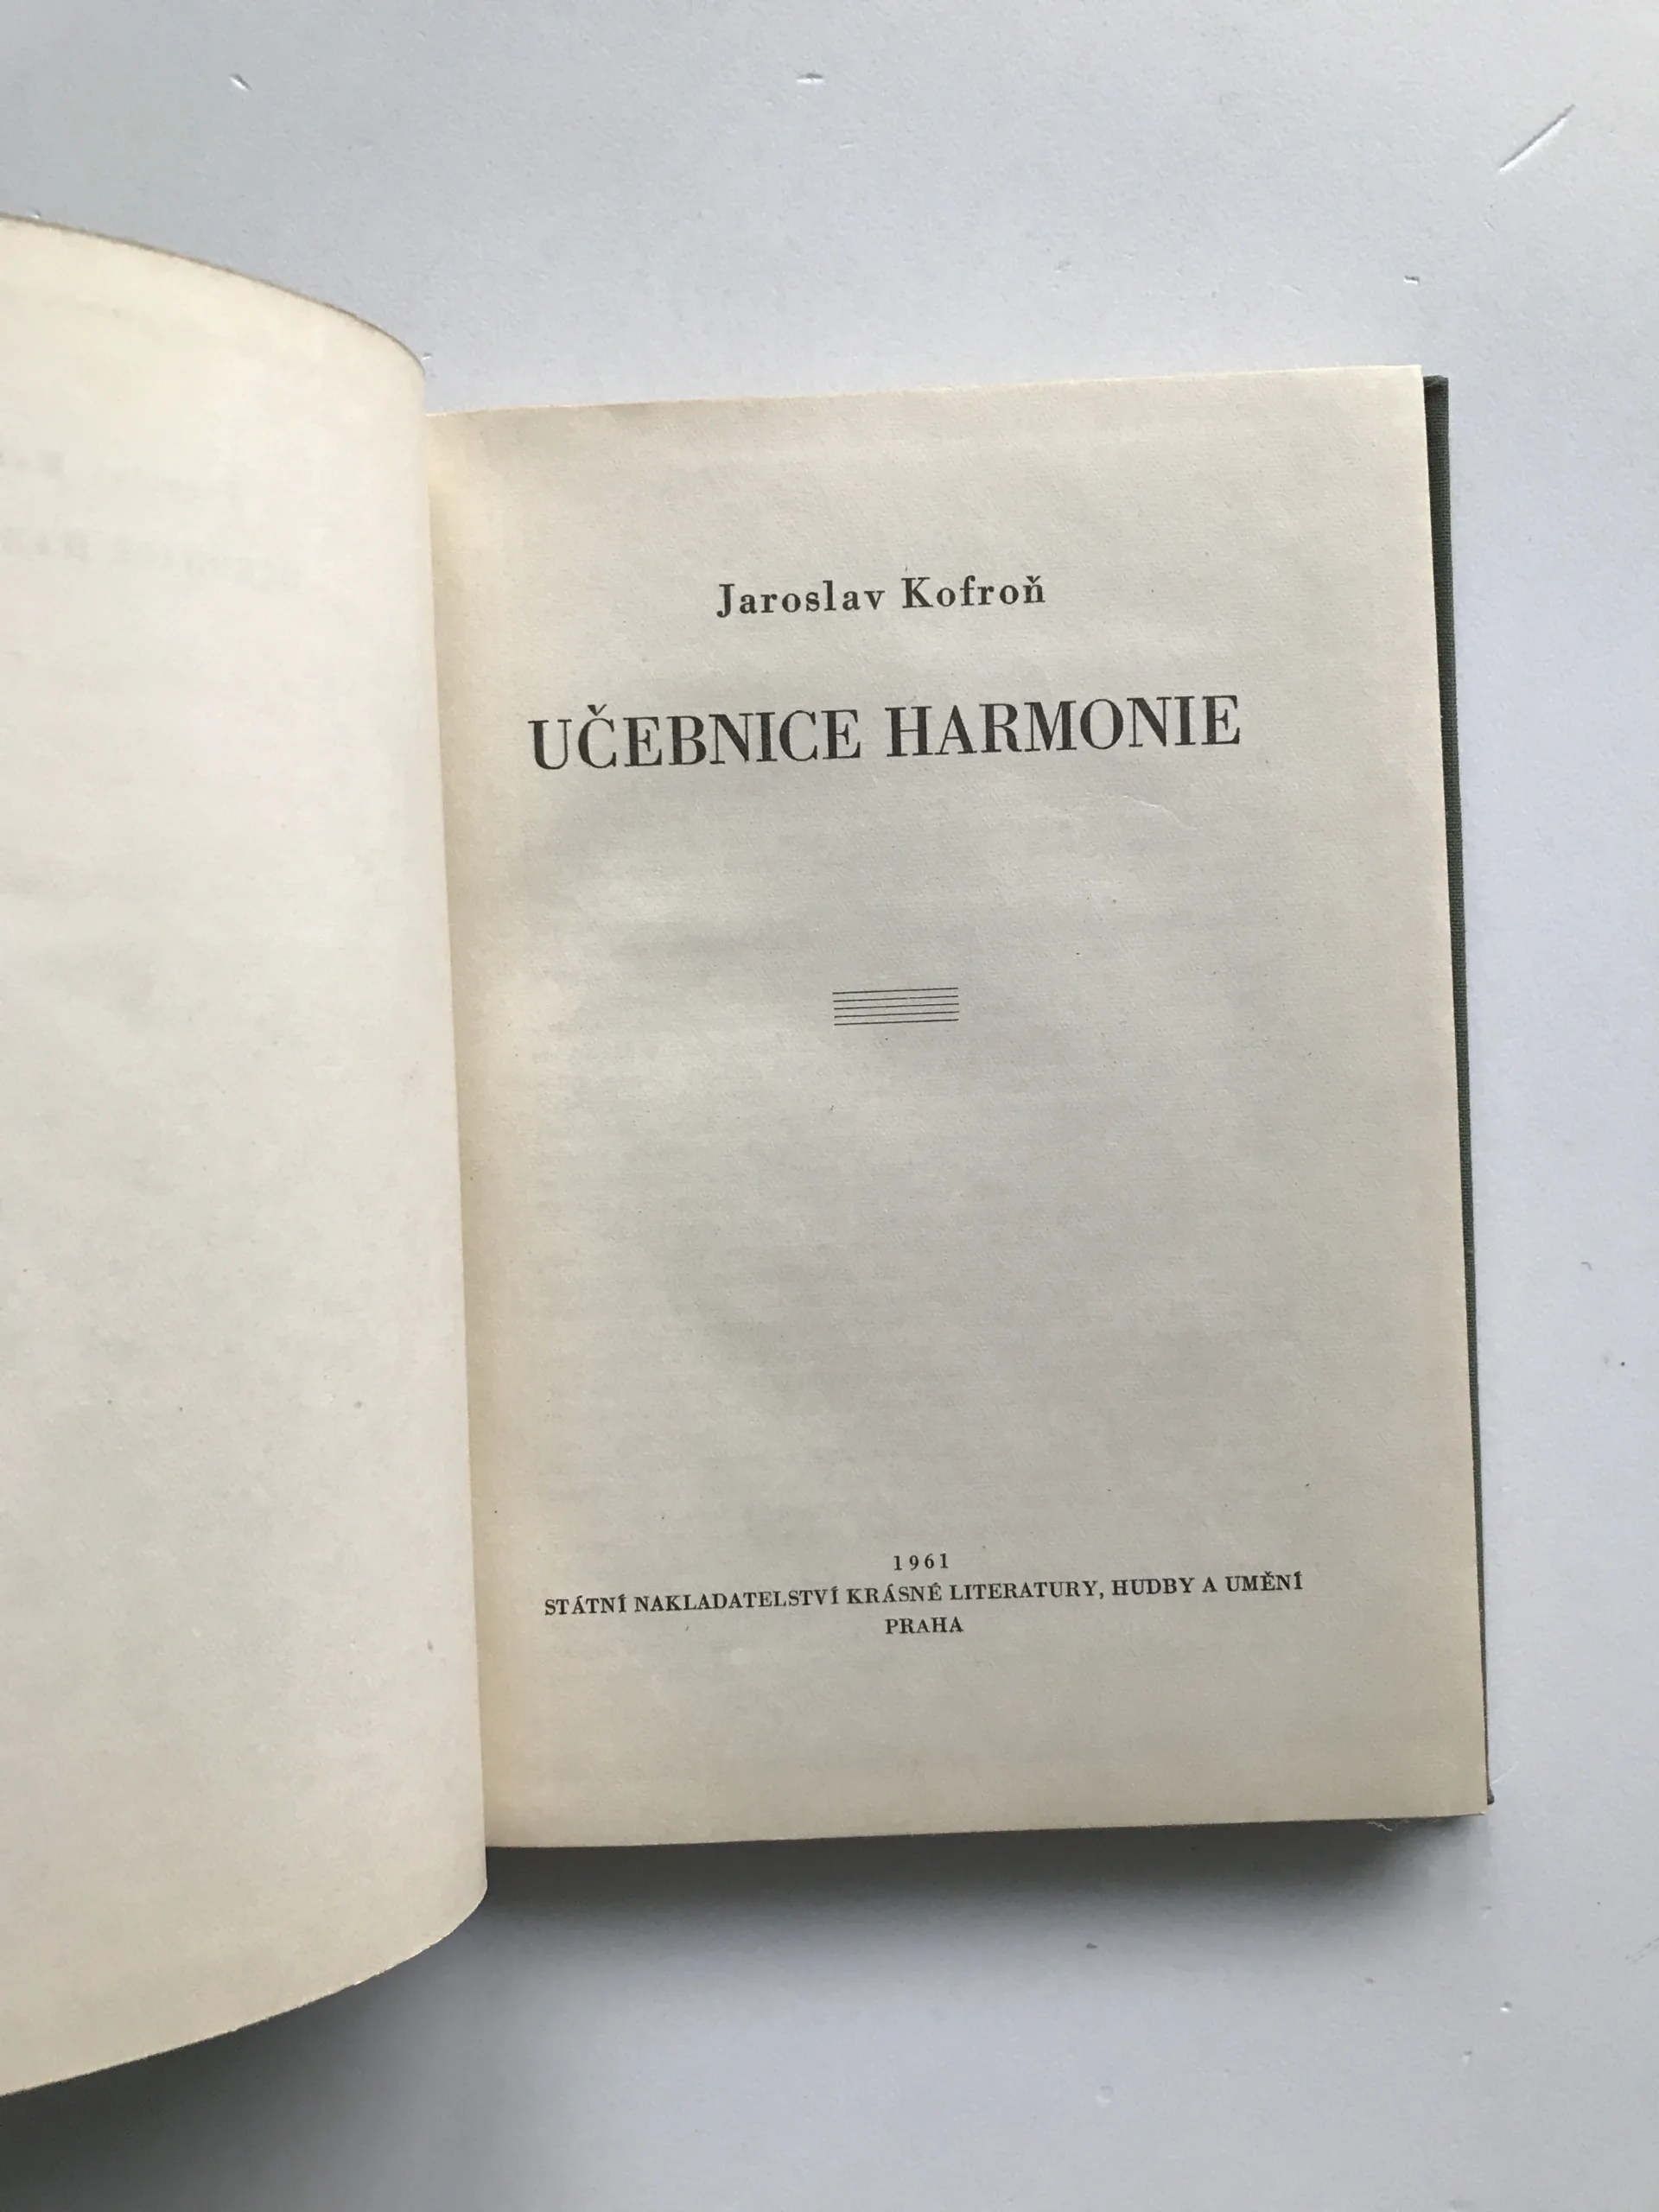 Jaroslav Kofroň
UČEBNICE HARMONIE
1961
STÁTNÍ NAKLADATELSTVÍ KRÁSNÉ LITERATURY, HUDBY A UMĚNÍ
PRAHA